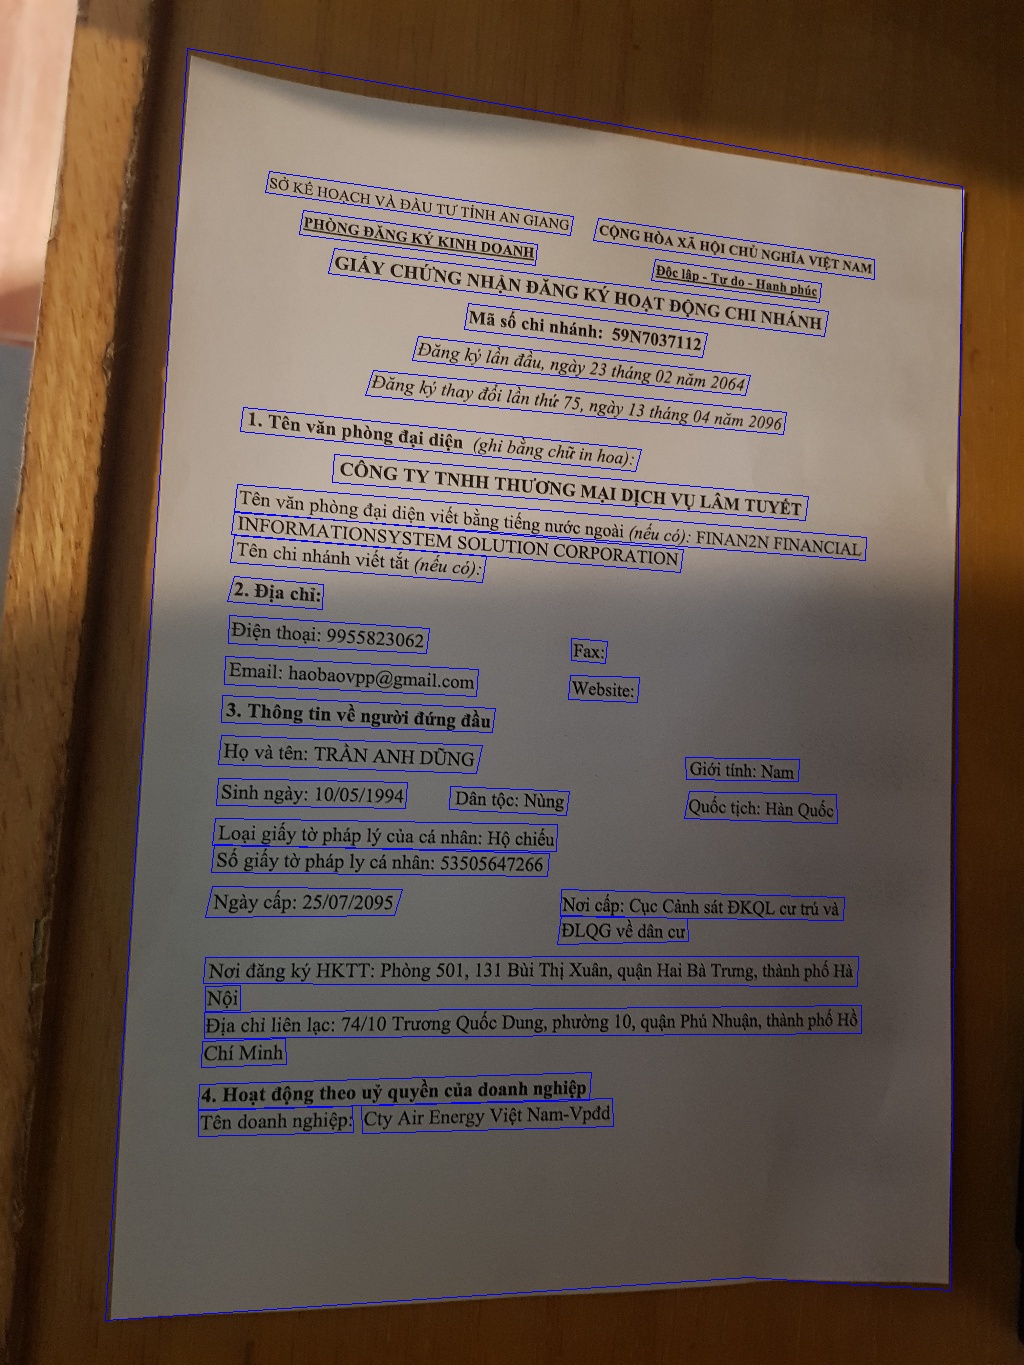 SỞ KẾ HOẠCH VÀ ĐẦU TƯ TỈNH AN GIANG
PHÒNG ĐĂNG KÝ KINH DOANH
CỘNG HÒA XÃ HỘI CHỦ NGHĨA VIỆT NAM
Độc lập - Tự do - Hạnh phúc
GIẤY CHỨNG NHẬN ĐĂNG KÝ HOẠT ĐỘNG CHI NHÁNH
Mã số chi nhánh: 59N7037112
Đăng ký lần đầu, ngày 23 tháng 02 năm 2064
Đăng ký thay đổi lần thứ 75, ngày 13 tháng 04 năm 2096
1. Tên văn phòng đại diện (ghi bằng chữ in hoa):
CÔNG TY TNHH THƯƠNG MẠI DỊCH VỤ LÂM TUYẾT
Tên văn phòng đại diện viết bằng tiếng nước ngoài (nếu có): FINAN2N FINANCIAL
INFORMATIONSYSTEM SOLUTION CORPORATION
Tên chi nhánh viết tắt (nếu có):
2. Địa chỉ:
Điện thoại: 9955823062 Fax:
Email: haobaovpp@gmail.com Website:
3. Thông tin về người đứng đầu
Họ và tên: TRẦN ANH DŨNG Giới tính: Nam
Sinh ngày: 10/05/1994 Dân tộc: Nùng Quốc tịch: Hàn Quốc
Loại giấy tờ pháp lý của cá nhân: Hộ chiếu
Số giấy tờ pháp ly cá nhân: 53505647266
Ngày cấp: 25/07/2095 Nơi cấp: Cục Cảnh sát ĐKQL cư trú và
ĐLQG về dân cư
Nơi đăng ký HKTT: Phòng 501, 131 Bùi Thị Xuân, quận Hai Bà Trưng, thành phố Hà
Nội
Địa chỉ liên lạc: 74/10 Trương Quốc Dung, phường 10, quận Phú Nhuận, thành phố Hồ
Chí Minh
4. Hoạt động theo uỷ quyền của doanh nghiệp
Tên doanh nghiệp: Cty Air Energy Việt Nam-Vpđd